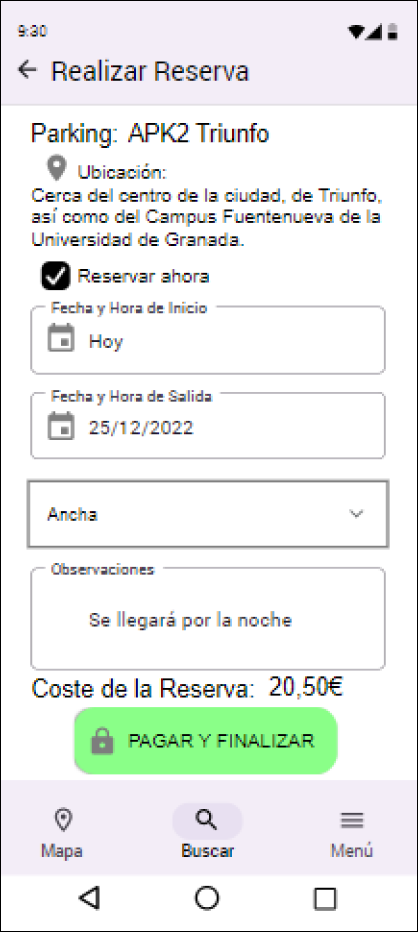 9:30
Realizar Reserva
Parking: APK2 Triunfo
Ubicación:
Cerca del centro de la ciudad, de Triunfo,
así como del Campus Fuentenueva de la
Universidad de Granada.
Reservar ahora
Fecha y Hora de Inicio
Hoy
Fecha y Hora de Salida
25/12/2022
Ancha
Observaciones
Se llegará por la noche
Coste de la Reserva: 20,50€
PAGAR Y FINALIZAR
Mapa Buscar Menú